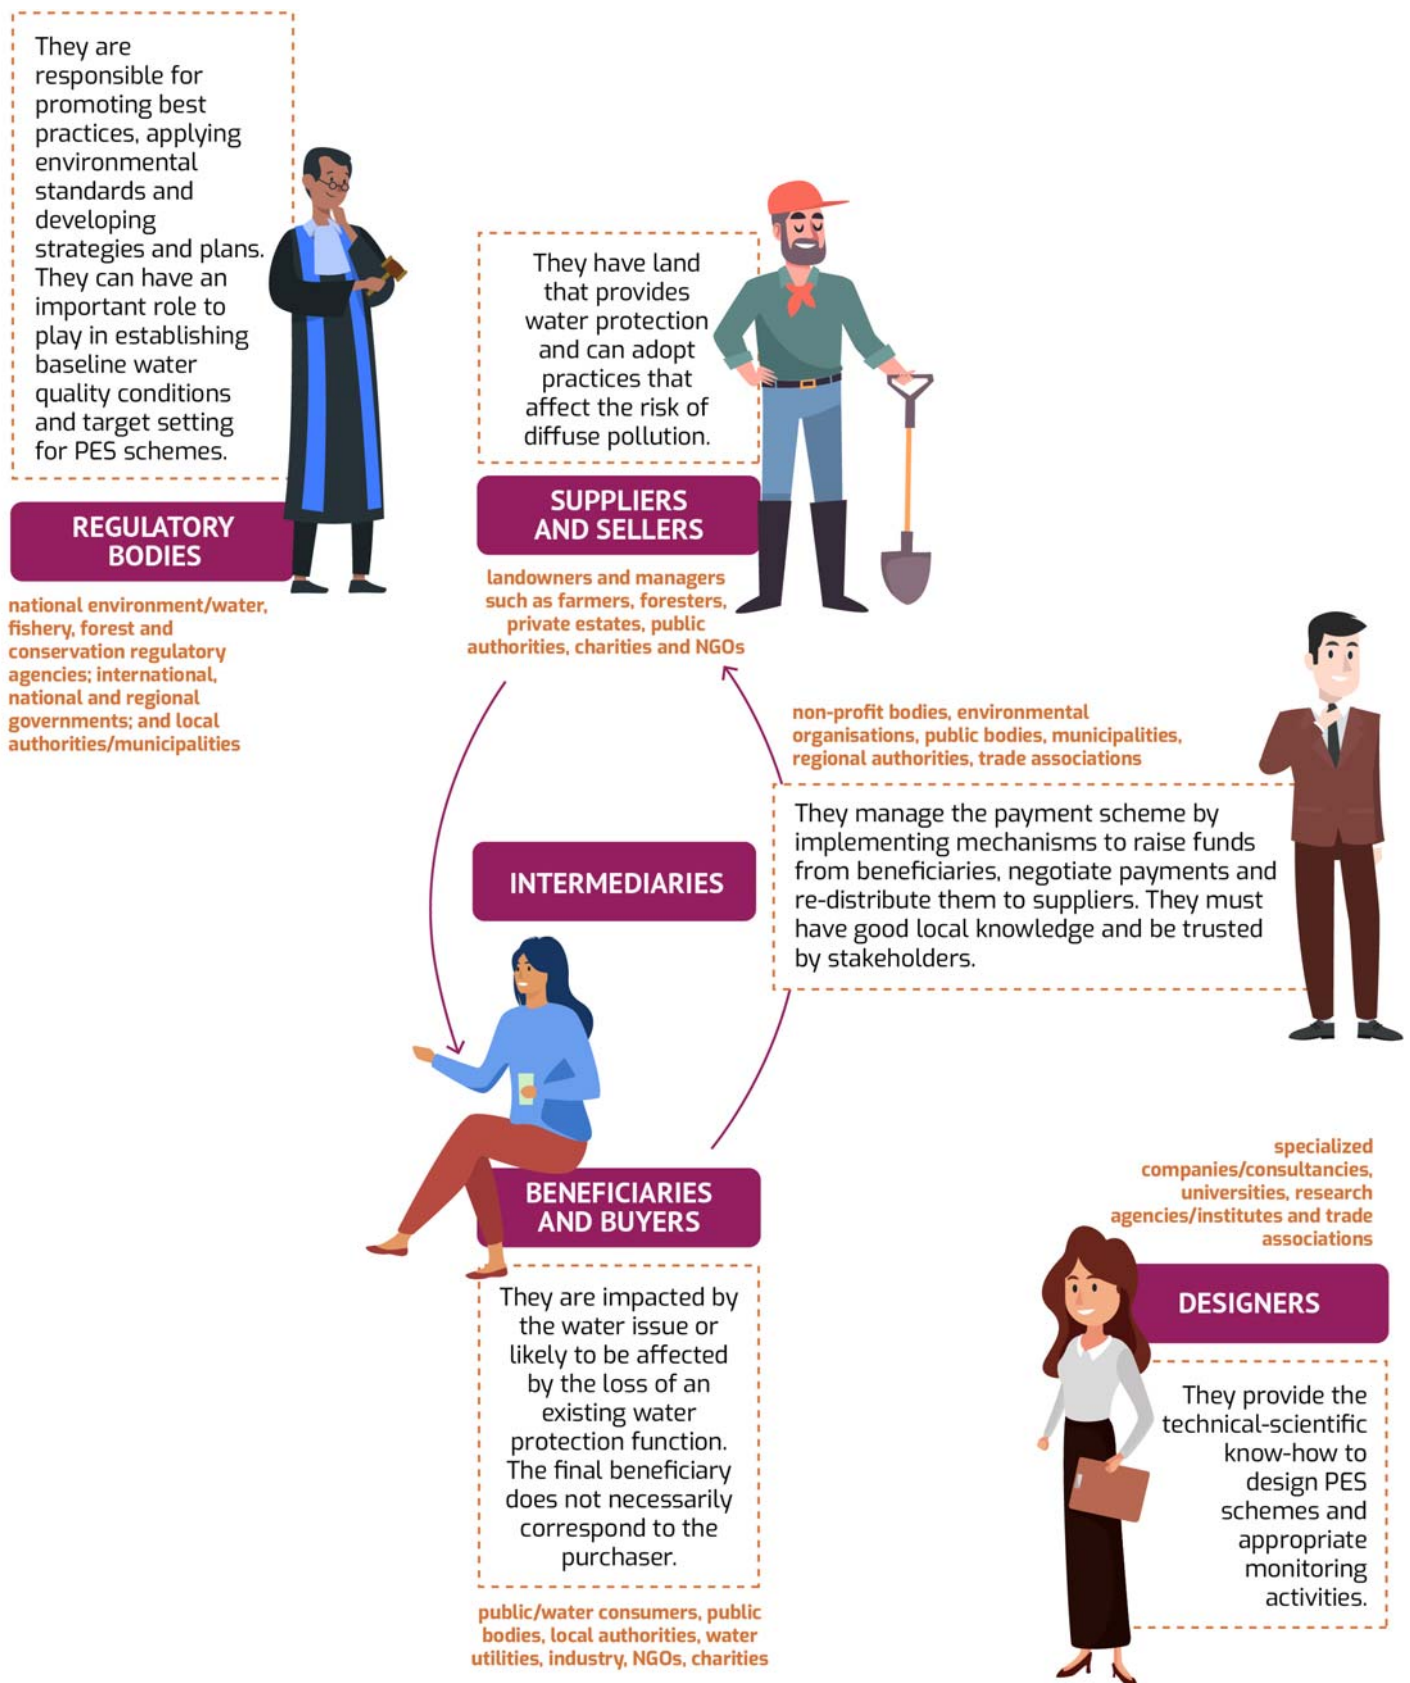 They are
responsible for
promoting best
practices, applying
environmental
standards and
developing
strategies and plans.
They can have an
important role to
play in establishing
baseline water
quality conditions
and target setting
for PES schemes.
REGULATORY
BODIES
national environment/water,
fishery, forest and
conservation regulatory
agencies; international,
national and regional
governments; and local
authorities/municipalities
They have land
that provides
water protection
and can adopt
practices that
affect the risk of
diffuse pollution.
SUPPLIERS
AND SELLERS
landowners and managers
such as farmers, foresters,
private estates, public
authorities, charities and NGOs
non-profit bodies, environmental
organisations, public bodies, municipalities,
regional authorities, trade associations
INTERMEDIARIES
They manage the payment scheme by
implementing mechanisms to raise funds
from beneficiaries, negotiate payments and
re-distribute them to suppliers. They must
have good local knowledge and be trusted
by stakeholders.
BENEFICIARIES
AND BUYERS
They are impacted by
the water issue or
likely to be affected
by the loss of an
existing water
protection function.
The final beneficiary
does not necessarily
correspond to the
purchaser.
public/water consumers, public
bodies, local authorities, water
utilities, industry, NGOs, charities
specialized
companies/consultancies,
universities, research
agencies/institutes and trade
associations
DESIGNERS
They provide the
technical-scientific
know-how to
design PES
schemes and
appropriate
monitoring
activities.